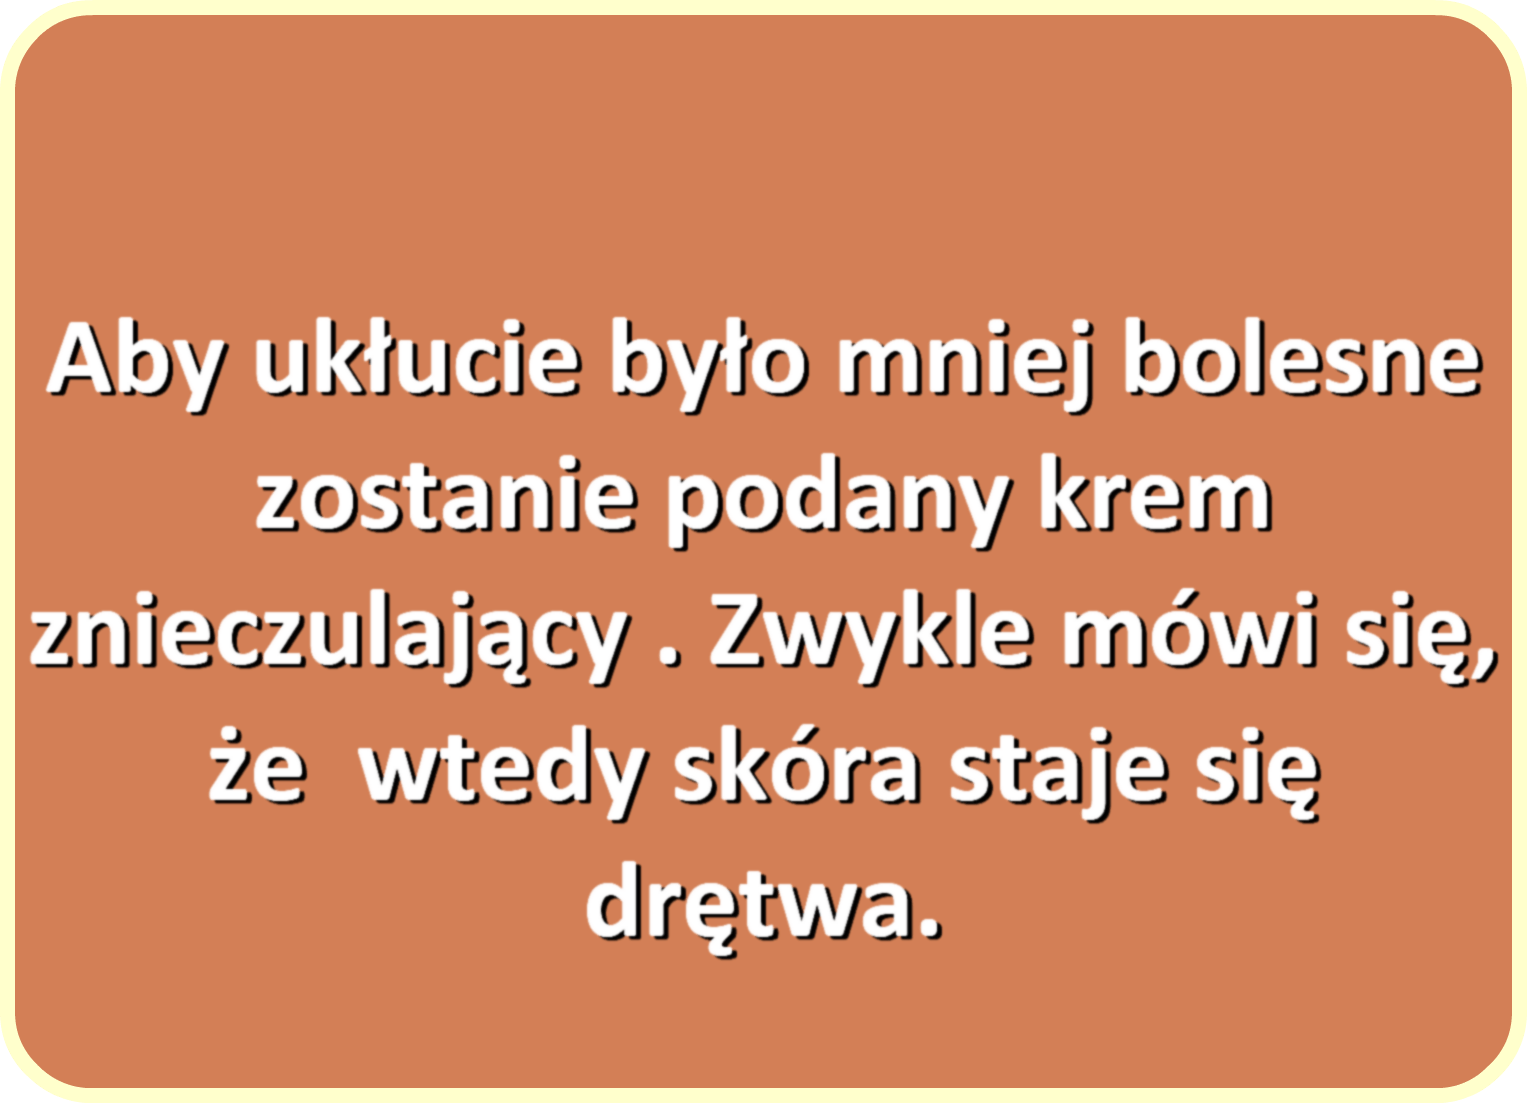 Aby ukłucie było mniej bolesne
zostanie podany krem
znieczulający . Zwykle mówi się,
że  wtedy skóra staje się
drętwa.